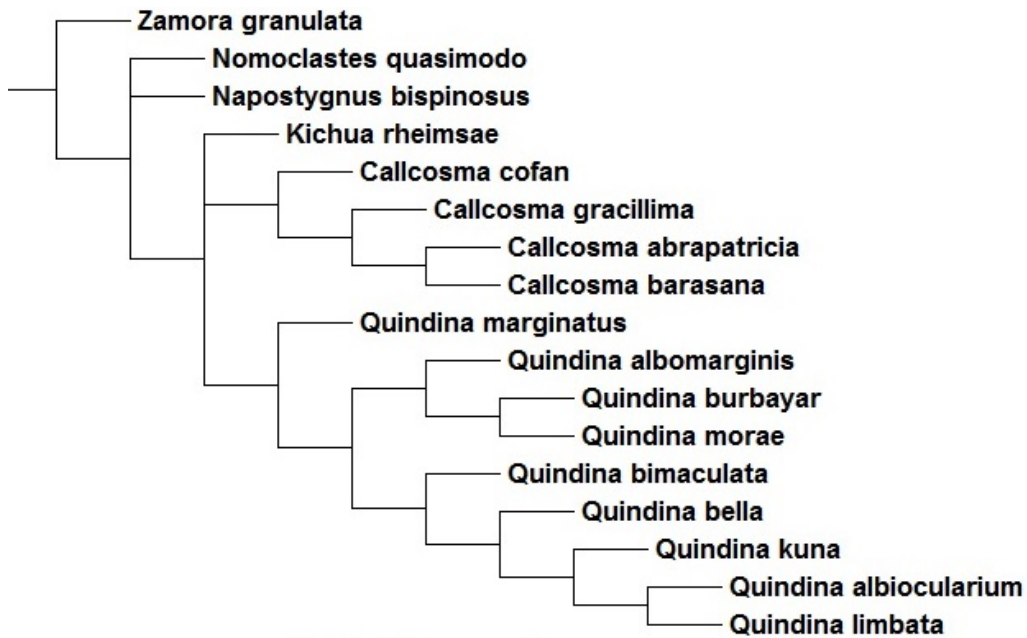 Zamora granulata
Nomoclastes quasimodo
Napostygnus bispinosus
Kichua rheimsae
Callcosma cofan
Callcosma gracillima
Callcosma abrapatricia
Callcosma barasana
Quindina marginatus
Quindina albomarginis
Quindina burbayar
Quindina morae
Quindina bimaculata
Quindina bella
Quindina kuna
Quindina albiocularium
Quindina limbata